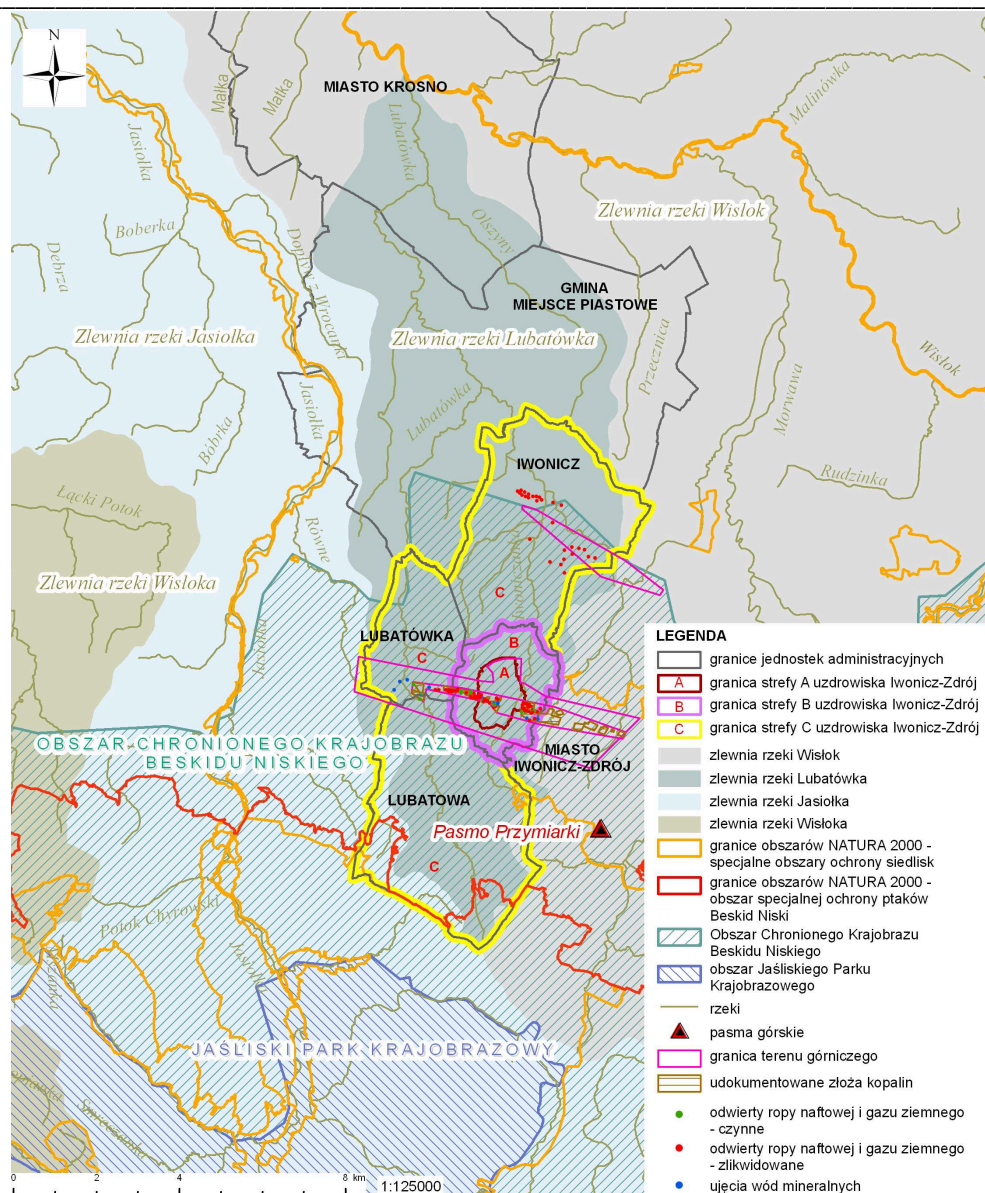 N
MIASTO KROSNO
Małka
Małka
Lubatówka
Malinówka
Jasiołka
Olszyny
Zlewnia rzeki Wisłok
Boberka
Debrza
Dopływ z Wrocanki
GMINA
MIEJSCE PIASTOWE
Zlewnia rzeki Jasiołka
Zlewnia rzeki Lubatówka
Przecznica
Wisłok
Morwawa
Jasiołka
Lubatówka
Bóbrka
IWONICZ
Rudzinka
Łącki Potok
Równe
Zlewnia rzeki Wisłoka
C
Jasiołka
LUBATÓWKA
B
C
A
MIASTO
IWONICZ-ZDRÓJ
OBSZAR CHRONIONEGO KRAJOBRAZU
BESKIDU NISKIEGO
LUBATOWA
Pasmo Przymiarki
C
Potok Chyrowski
Jasiołka
JAŚLISKI PARK KRAJOBRAZOWY
LEGENDA
granice jednostek administracyjnych
A granica strefy A uzdrowiska Iwonicz-Zdrój
B granica strefy B uzdrowiska Iwonicz-Zdrój
C granica strefy C uzdrowiska Iwonicz-Zdrój
zlewnia rzeki Wisłok
zlewnia rzeki Lubatówka
zlewnia rzeki Jasiołka
zlewnia rzeki Wisłoka
granice obszarów NATURA 2000 -
specjalne obszary ochrony siedlisk
granice obszarów NATURA 2000 -
obszar specjalnej ochrony ptaków
Beskid Niski
Obszar Chronionego Krajobrazu
Beskidu Niskiego
obszar Jaśliskiego Parku
Krajobrazowego
rzeki
pasma górskie
granica terenu górniczego
udokumentowane złoża kopalin
odwierty ropy naftowej i gazu ziemnego
- czynne
odwierty ropy naftowej i gazu ziemnego
- zlikwidowane
ujęcia wód mineralnych
0 2 4 8 km
1:125000